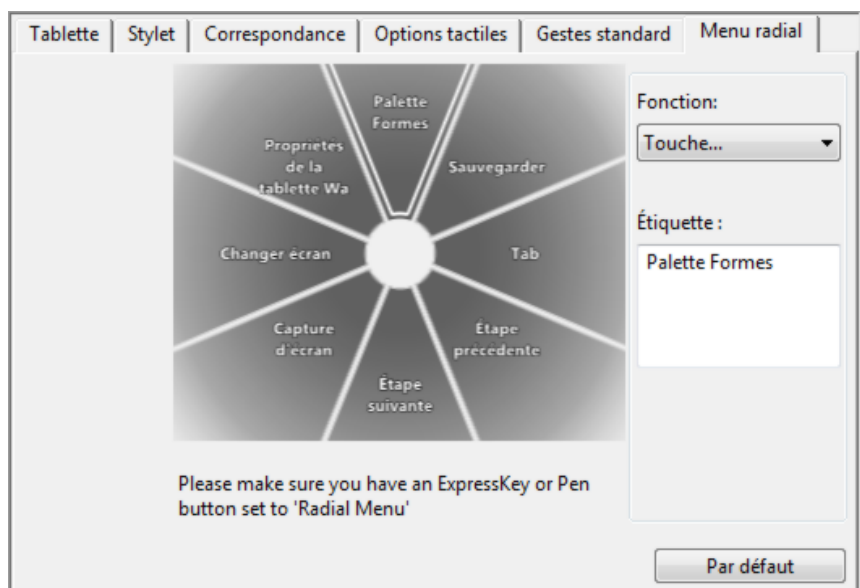 Tablette Stylet Correspondance Options tactiles Gestes standard Menu radial
Palette
Formes
Propriétés
de la
tablette Wa
Sauvegarder
Changer écran
Tab
Capture
d'écran
Étape
précédente
Étape
suivante
Please make sure you have an ExpressKey or Pen
button set to 'Radial Menu'
Fonction:
Touche...
Étiquette :
Palette Formes
Par défaut